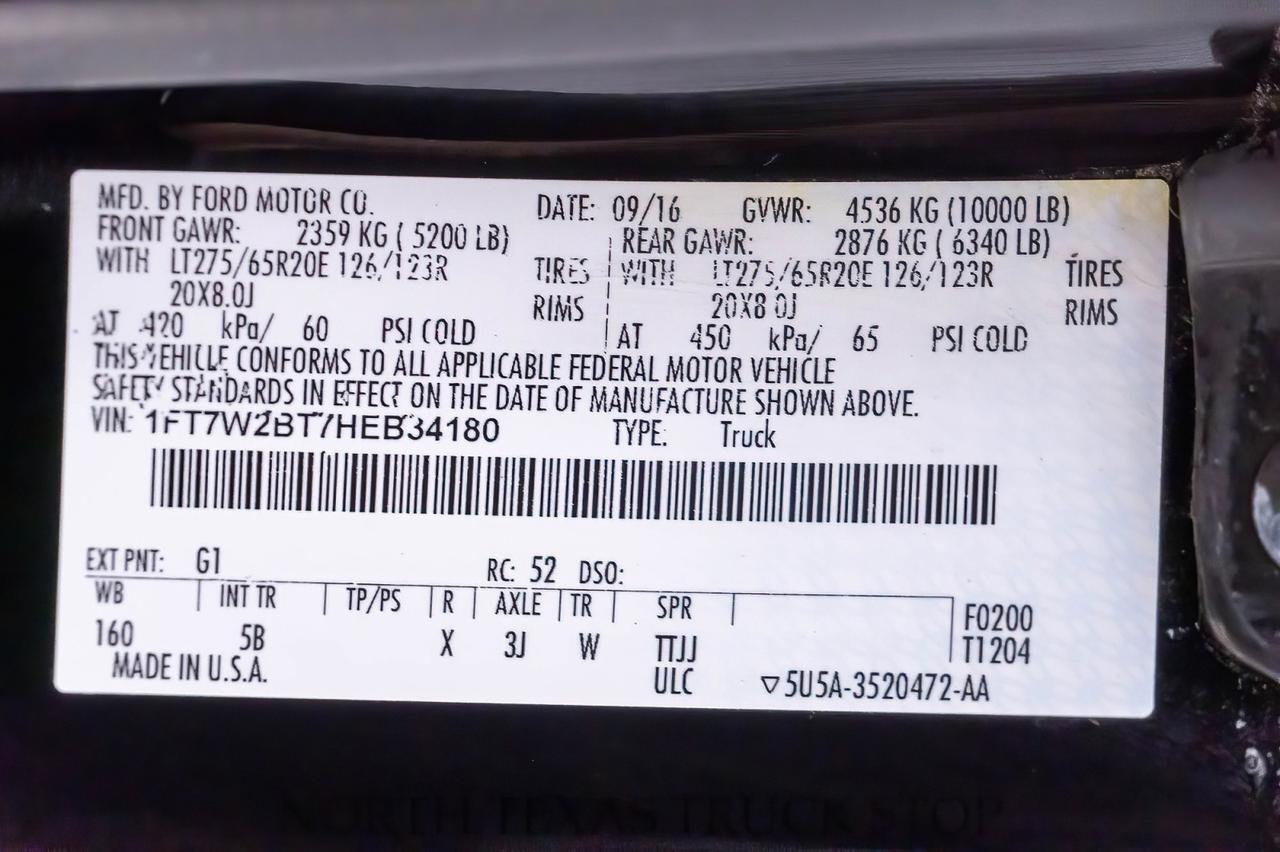 MFD. BY FORD MOTOR CO. DATE: 09/16 GVWR: 4536 KG (10000 LB)
FRONT GAWR: 2359 KG ( 5200 LB) REAR GAWR: 2876 KG ( 6340 LB)
WITH LT275/65R20E 126/123R TIRES WITH LT275/65R20E 126/123R TIRES
20X8.0J RIMS 20X8.0J RIMS
AT 420 kPa/ 60 PSI COLD AT 450 kPa/ 65 PSI COLD
THIS VEHICLE CONFORMS TO ALL APPLICABLE FEDERAL MOTOR VEHICLE
SAFETY STANDARDS IN EFFECT ON THE DATE OF MANUFACTURE SHOWN ABOVE.
VIN: 1FT7W2BT7HEB34180 TYPE: Truck
EXT PNT: G1 RC: 52 DSO:
WB INT TR TP/PS R AXLE TR SPR F0200
160 5B X 3J W TTJJ T1204
MADE IN U.S.A. ULC ▽5U5A-3520472-AA
NORTH TEXAS TRUCK STOP